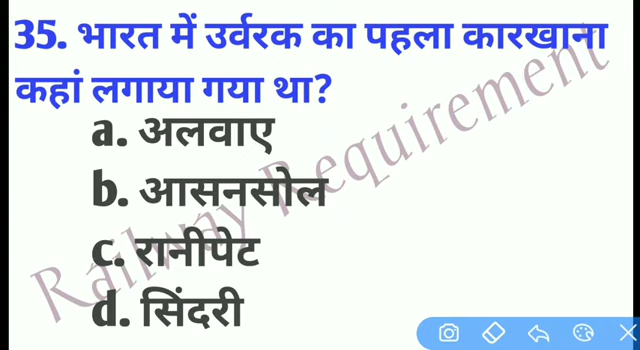 35. भारत में उर्वरक का पहला कारखाना
कहां लगाया गया था?
a. अलवाए
b. आसनसोल
c. रानीपेट
d. सिंदरी
Railway Requirement